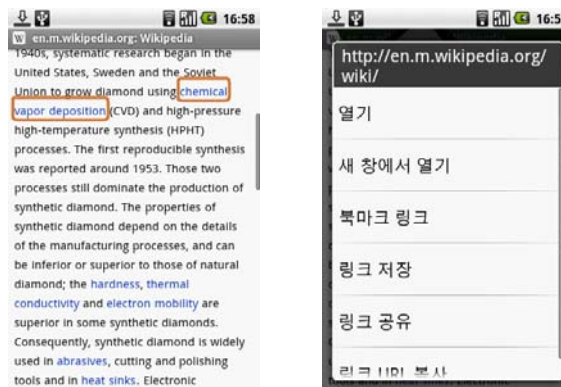 16:58
W en.m.wikipedia.org: Wikipedia
1940s, systematic research began in the
United States, Sweden and the Soviet
Union to grow diamond using chemical
vapor deposition (CVD) and high-pressure
high-temperature synthesis (HPHT)
processes. The first reproducible synthesis
was reported around 1953. Those two
processes still dominate the production of
synthetic diamond. The properties of
synthetic diamond depend on the details
of the manufacturing processes, and can
be inferior or superior to those of natural
diamond; the hardness, thermal
conductivity and electron mobility are
superior in some synthetic diamonds.
Consequently, synthetic diamond is widely
used in abrasives, cutting and polishing
tools and in heat sinks. Electronic
16:5
http://en.m.wikipedia.org/
wiki/
열기
새 창에서 열기
북마크 링크
링크 저장
링크 공유
링크 URL 복사